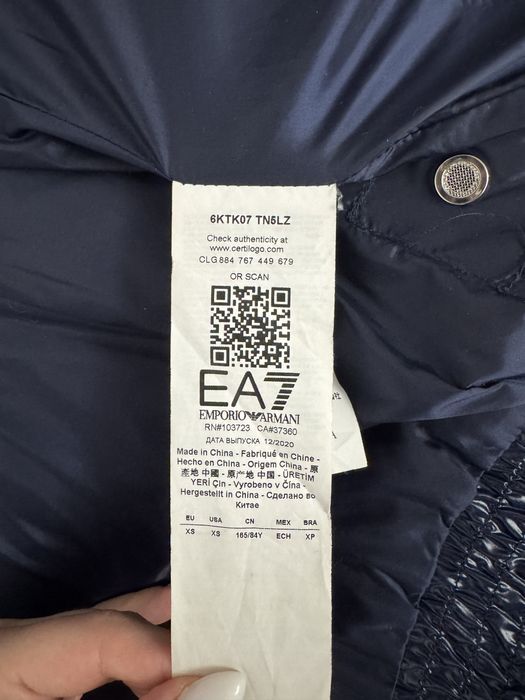 6KTK07 TN5LZ
Check authenticity at
www.certilogo.com
CLG 884 767 449 679
OR SCAN
EA7
EMPORIO ARMANI
RN#103723 CA#37360
ДАТА ВЫПУСКА 12/2020
Made in China - Fabriqué en Chine -
Hecho en China - Origem China - 原
產地 中國 - 原产地 中国 - ÜRETİM
YERİ Çin - Vyrobeno v Čína -
Hergestellt in China - Сделано во
Китае
EU USA CN MEX BRA
XS XS 165/84Y ECH XP